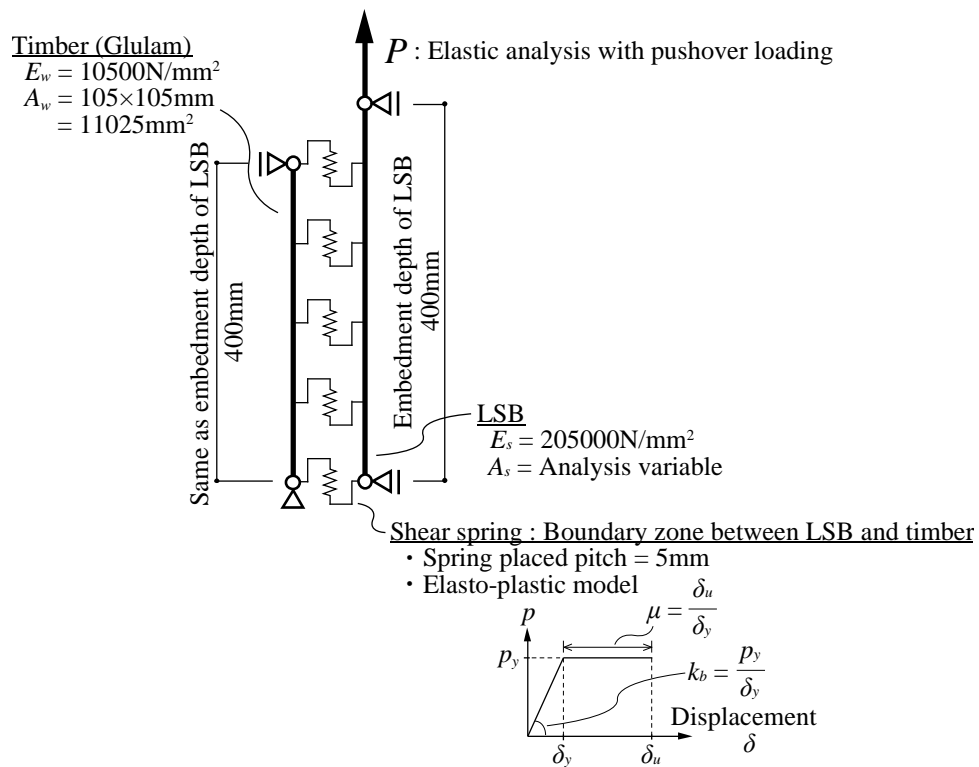 Timber (Glulam)
E_w = 10500N/mm²
A_w = 105×105mm
= 11025mm²
P : Elastic analysis with pushover loading
Same as embedment depth of LSB
400mm
Embedment depth of LSB
400mm
LSB
E_s = 205000N/mm²
A_s = Analysis variable
Shear spring : Boundary zone between LSB and timber
・Spring placed pitch = 5mm
・Elasto-plastic model
p
μ = δ_u / δ_y
p_y
k_b = p_y / δ_y
Displacement
δ
δ_y
δ_u